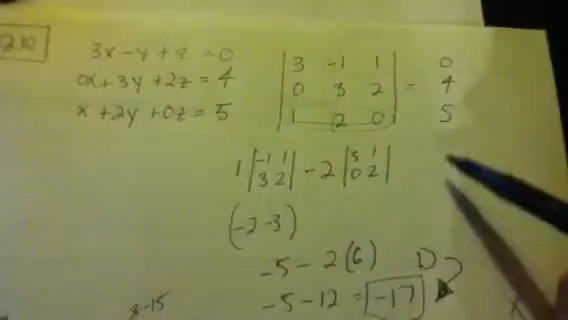 210
3x - y + z = 0
0x + 3y + 2z = 4
x + 2y + 0z = 5
| 3 -1 1 | 0
| 0 3 2 | = 4
| 1 2 0 | 5
1 | -1 1 | - 2 | 3 1 |
| 3 2 | | 0 2 |
(-2-3)
-5 - 2(6) D
-5 - 12 = -17